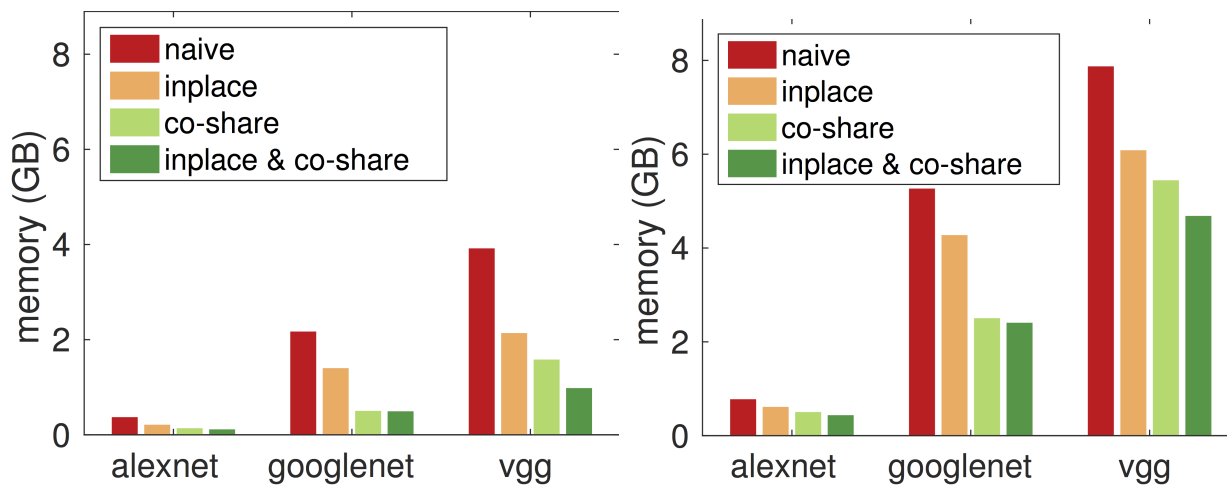 8
6
4
2
0
memory (GB)
naive
inplace
co-share
inplace & co-share
alexnet googlenet vgg
8
6
4
2
0
memory (GB)
naive
inplace
co-share
inplace & co-share
alexnet googlenet vgg